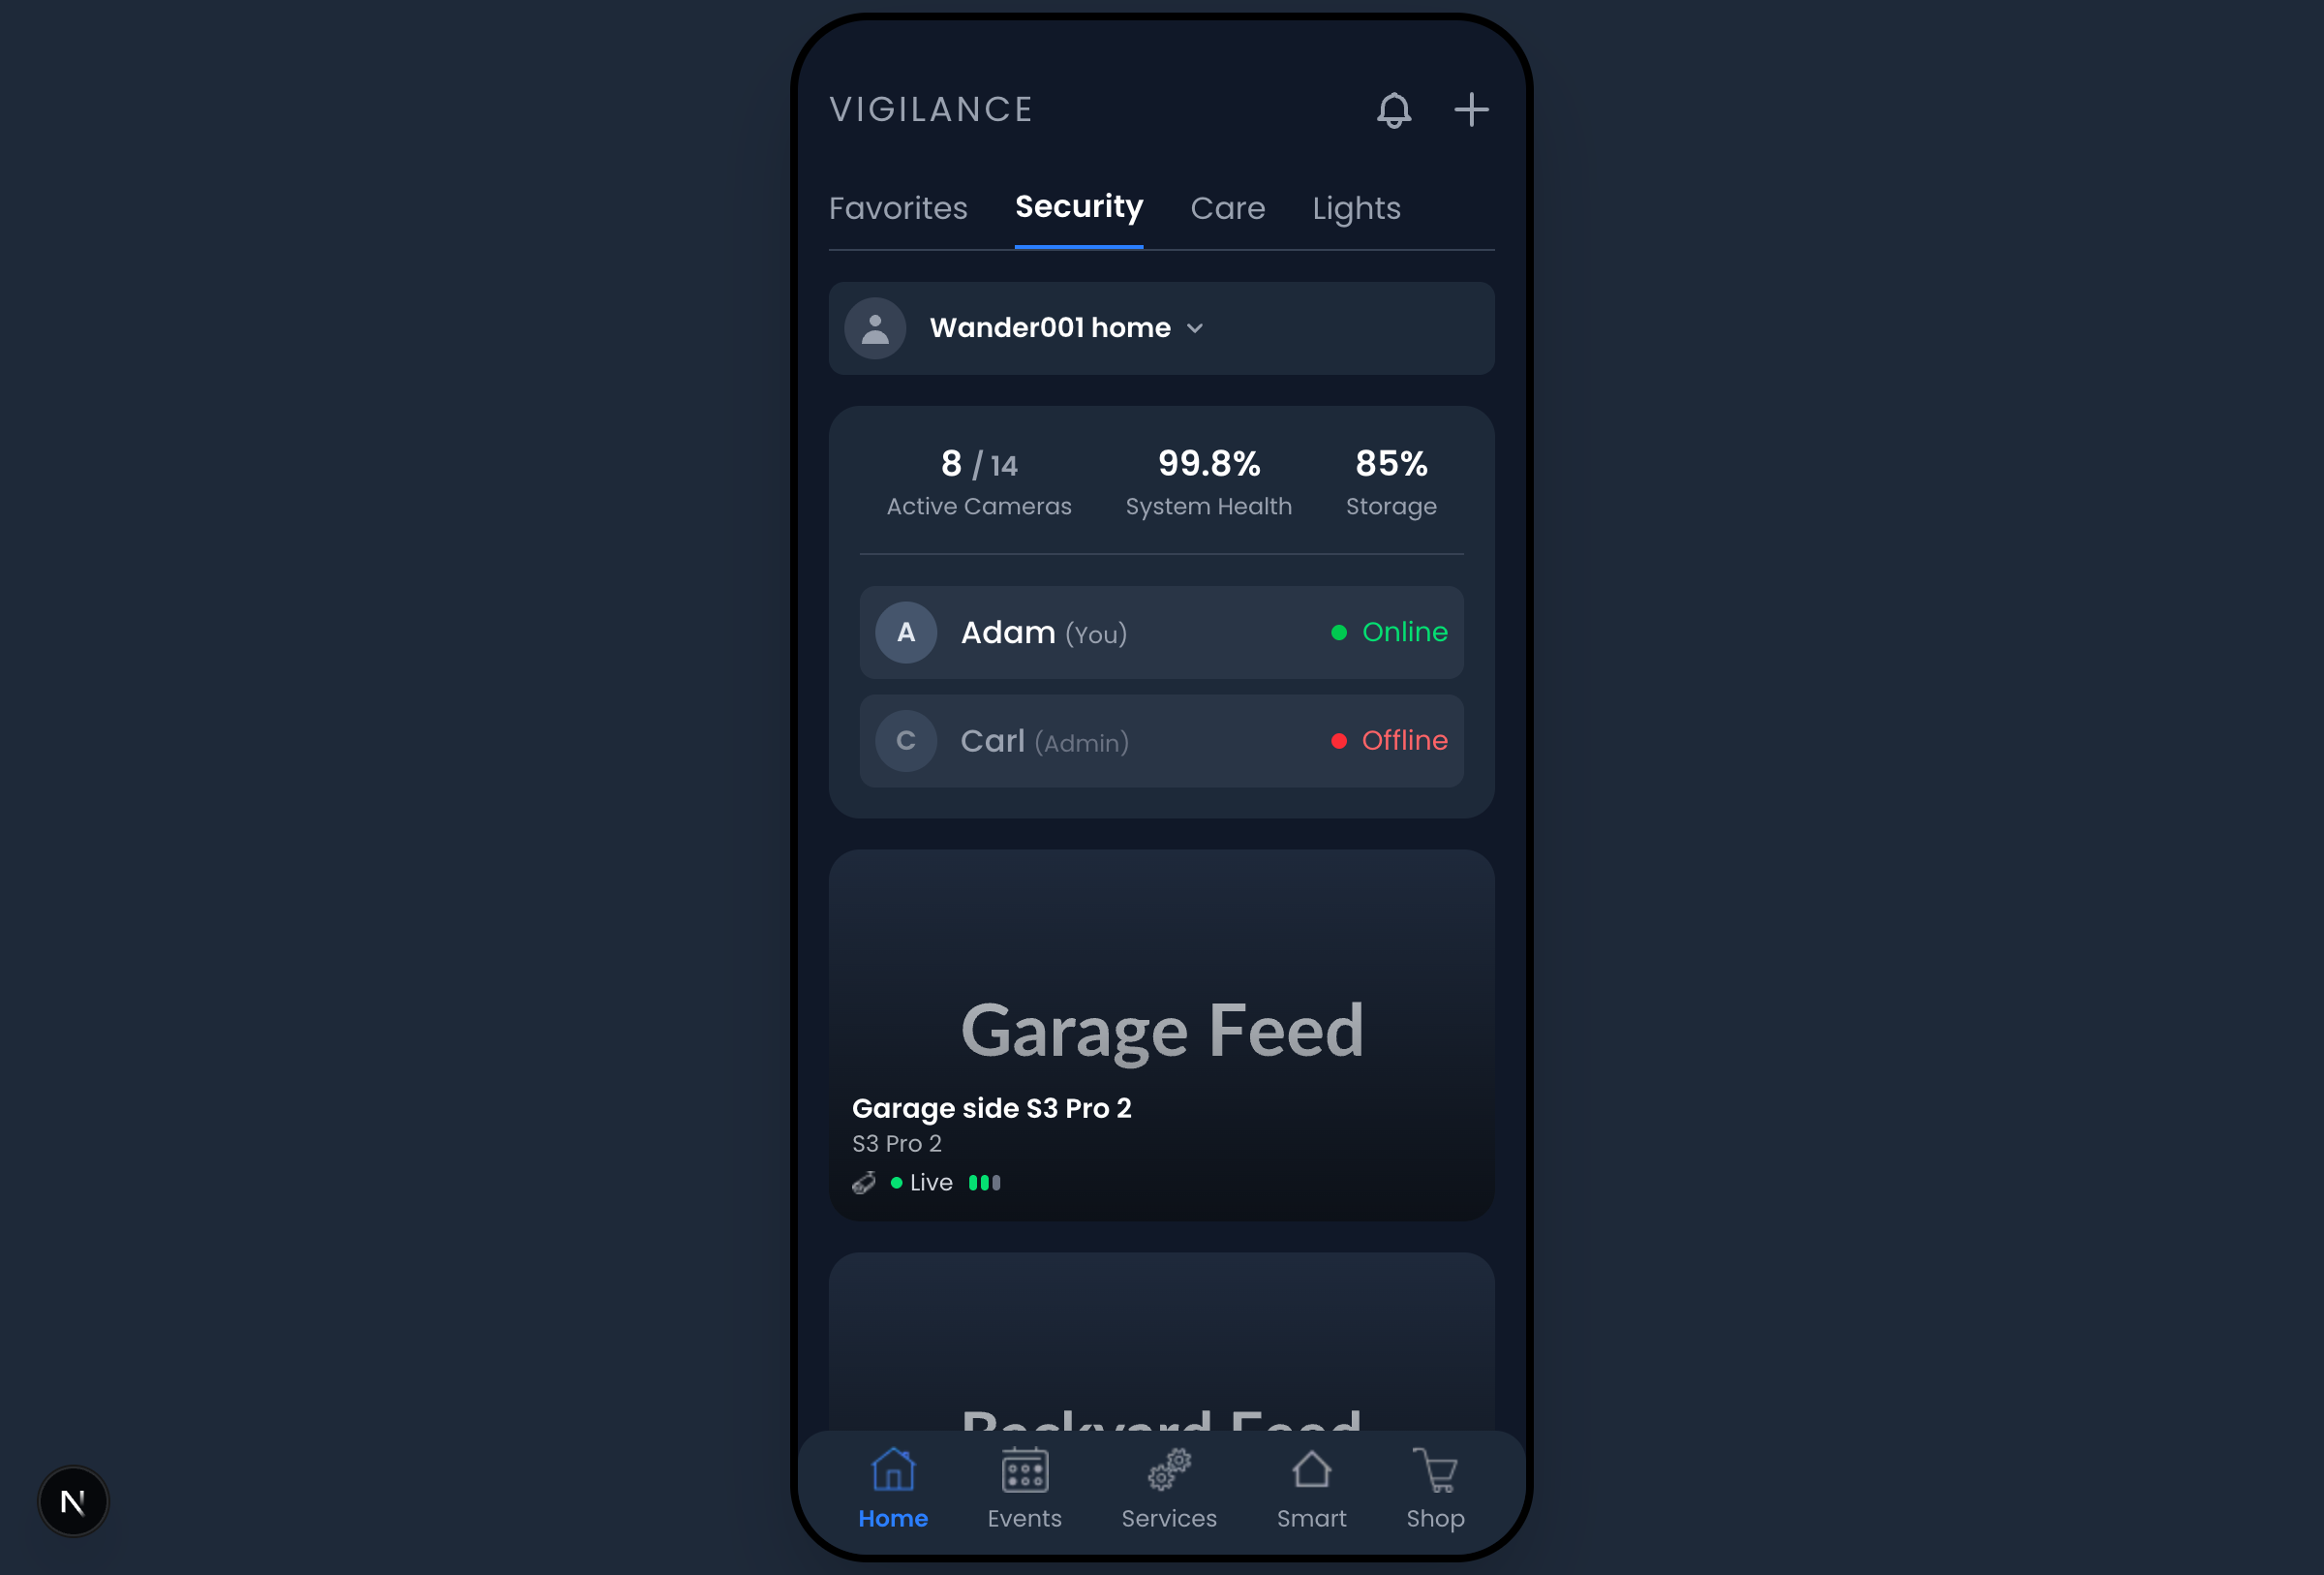 VIGILANCE
Favorites Security Care Lights
Wander001 home
8 / 14 99.8% 85%
Active Cameras System Health Storage
A Adam (You) Online
C Carl (Admin) Offline
Garage Feed
Garage side S3 Pro 2
S3 Pro 2
Live
Backyard Feed
Home Events Services Smart Shop
N